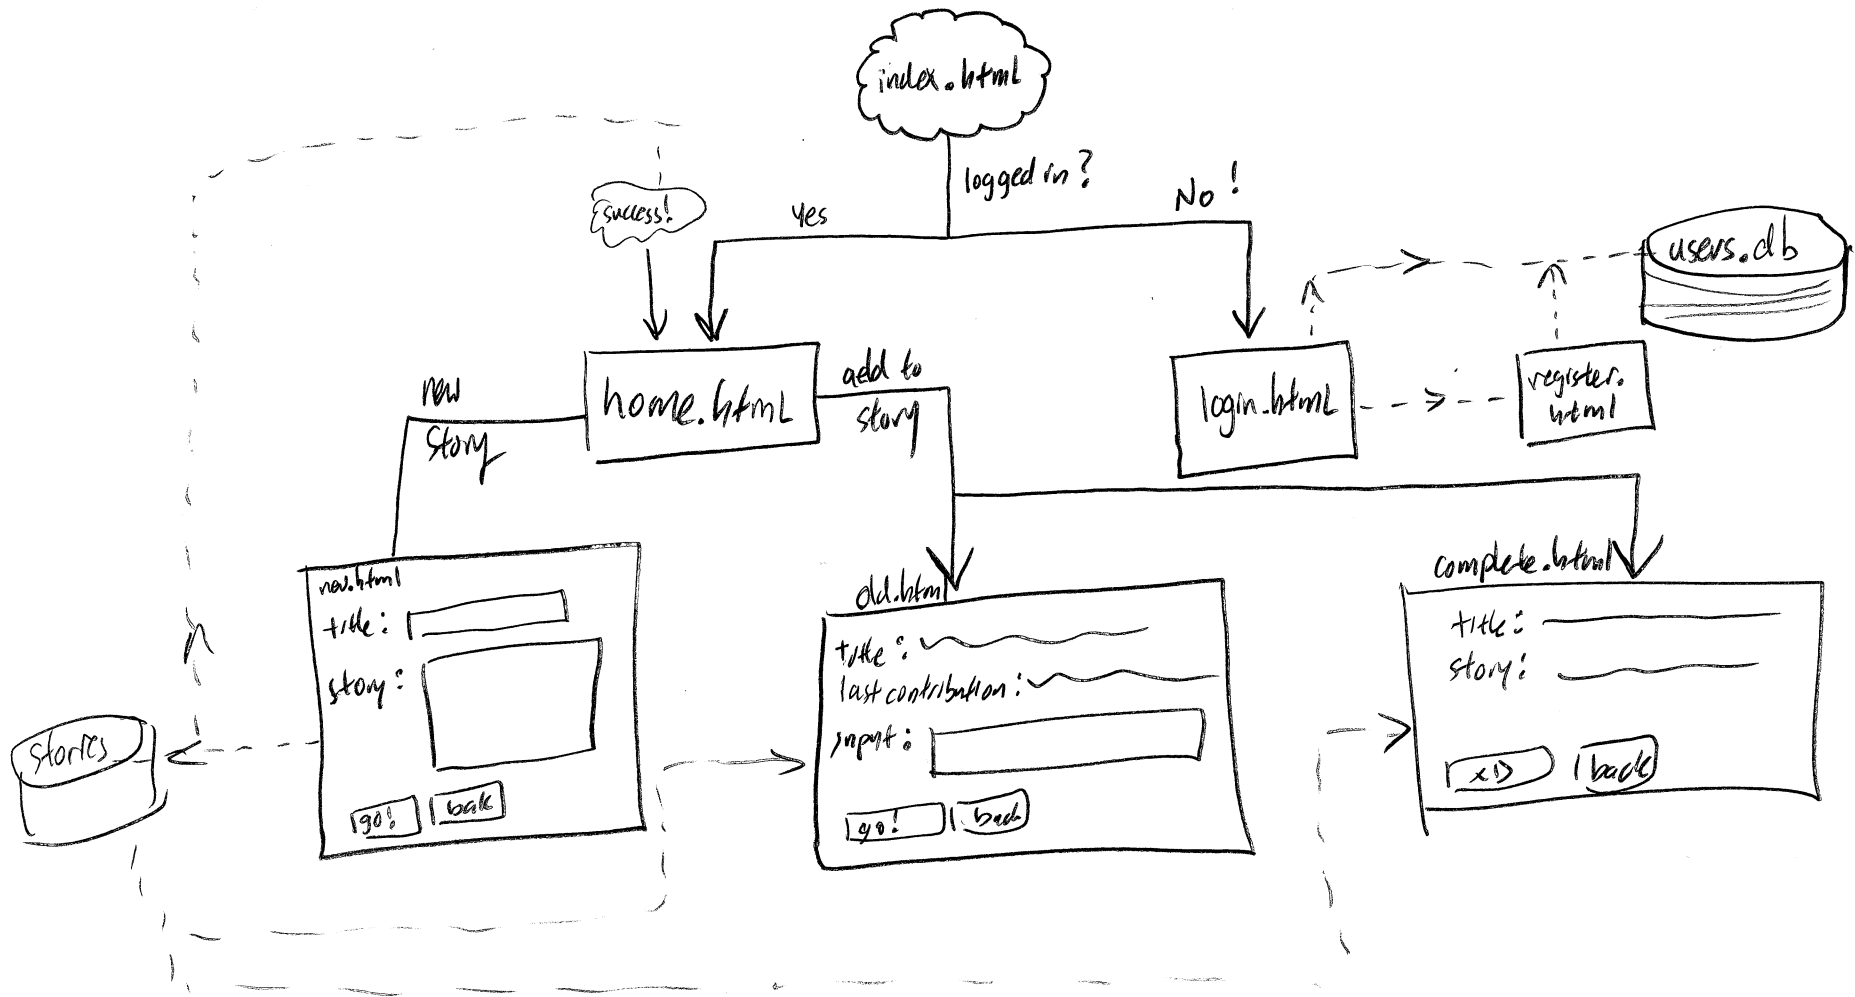 index.html
logged in?
Yes
No!
success!
users.db
home.html
new
story
add to
story
login.html
register.
html
new.html
title:
story:
go!
back
old.html
title:
last contribution:
input:
go!
back
complete.html
title:
story:
xD
back
stories